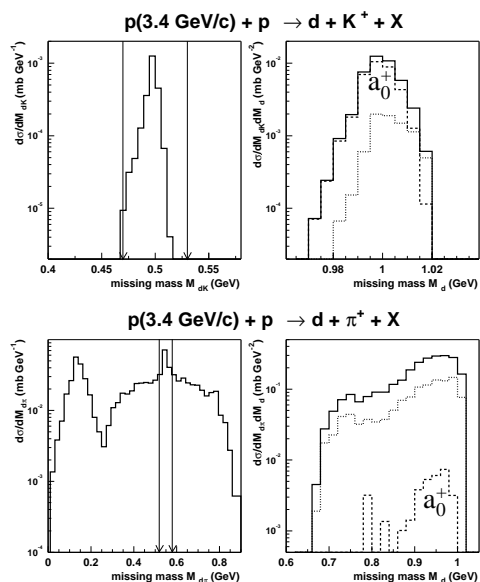 p(3.4 GeV/c) + p → d + K⁺ + X
dσ/dM_dK (mb GeV⁻¹)
10⁻³
10⁻⁴
10⁻⁵
0.4 0.45 0.5 0.55
missing mass M_dK (GeV)
dσ/dM_dK dM_d (mb GeV⁻²)
a₀⁺
10⁻²
10⁻³
10⁻⁴
0.98 1 1.02
missing mass M_d (GeV)
p(3.4 GeV/c) + p → d + π⁺ + X
dσ/dM_dπ (mb GeV⁻¹)
10⁻¹
10⁻²
10⁻³
10⁻⁴
0 0.2 0.4 0.6 0.8
missing mass M_dπ (GeV)
dσ/dM_dπ dM_d (mb GeV⁻²)
10⁻¹
10⁻²
10⁻³
a₀⁺
0.6 0.7 0.8 0.9 1
missing mass M_d (GeV)